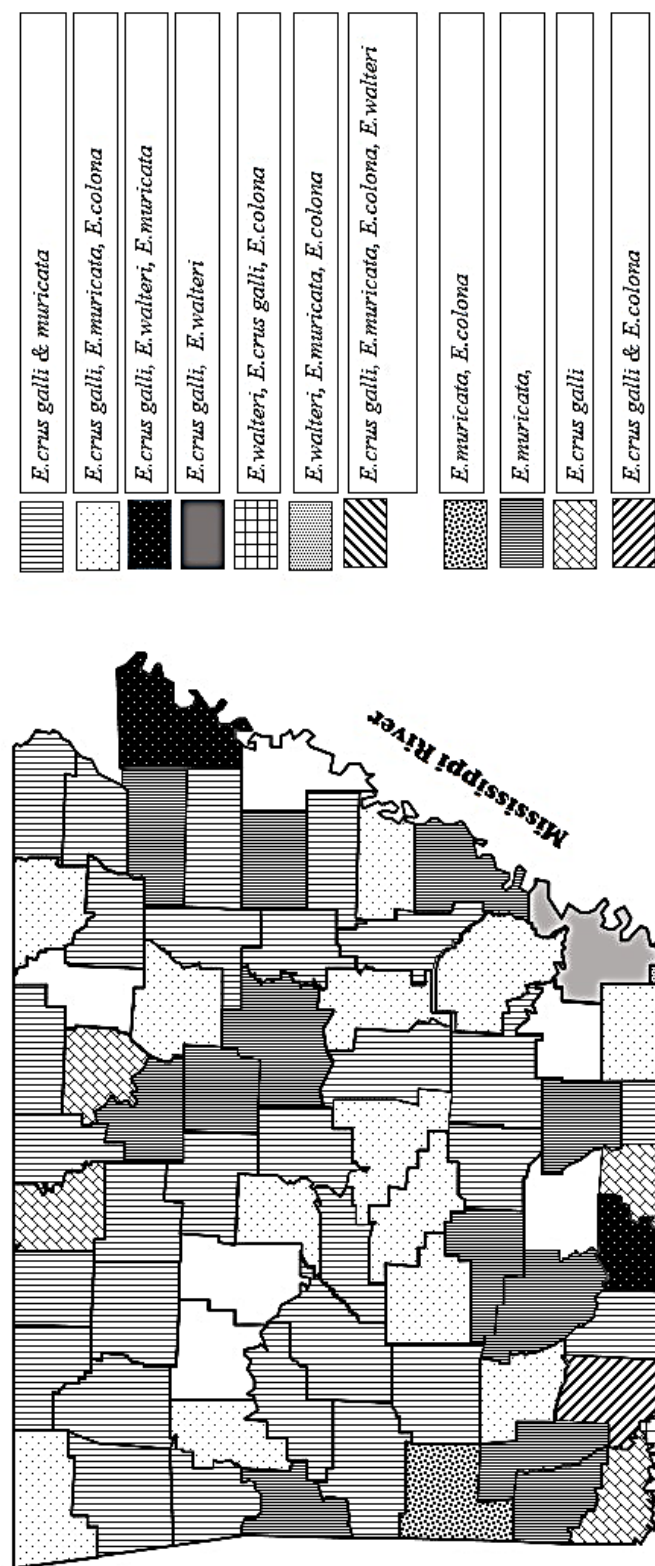 E.crus galli & muricata
E.crus galli, E.muricata, E.colona
E.crus galli, E.walteri, E.muricata
E.crus galli, E.walteri
E.walteri, E.crus galli, E.colona
E.walteri, E.muricata, E.colona
E.crus galli, E.muricata, E.colona, E.walteri
E.muricata, E.colona
E.muricata,
E.crus galli
E.crus galli & E.colona
Mississippi River